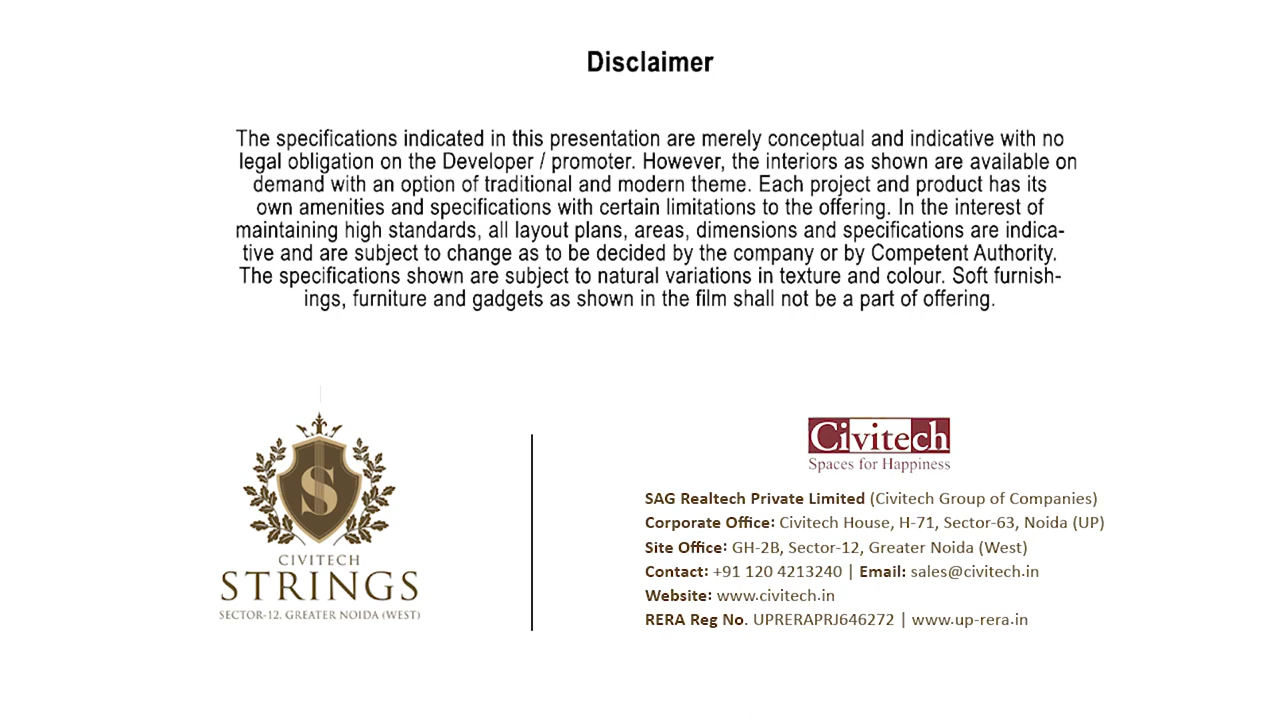 Disclaimer
The specifications indicated in this presentation are merely conceptual and indicative with no
legal obligation on the Developer / promoter. However, the interiors as shown are available on
demand with an option of traditional and modern theme. Each project and product has its
own amenities and specifications with certain limitations to the offering. In the interest of
maintaining high standards, all layout plans, areas, dimensions and specifications are indica-
tive and are subject to change as to be decided by the company or by Competent Authority.
The specifications shown are subject to natural variations in texture and colour. Soft furnish-
ings, furniture and gadgets as shown in the film shall not be a part of offering.
S
CIVITECH
STRINGS
SECTOR-12, GREATER NOIDA (WEST)
Civitech
Spaces for Happiness
SAG Realtech Private Limited (Civitech Group of Companies)
Corporate Office: Civitech House, H-71, Sector-63, Noida (UP)
Site Office: GH-2B, Sector-12, Greater Noida (West)
Contact: +91 120 4213240 | Email: sales@civitech.in
Website: www.civitech.in
RERA Reg No. UPRERAPRJ646272 | www.up-rera.in